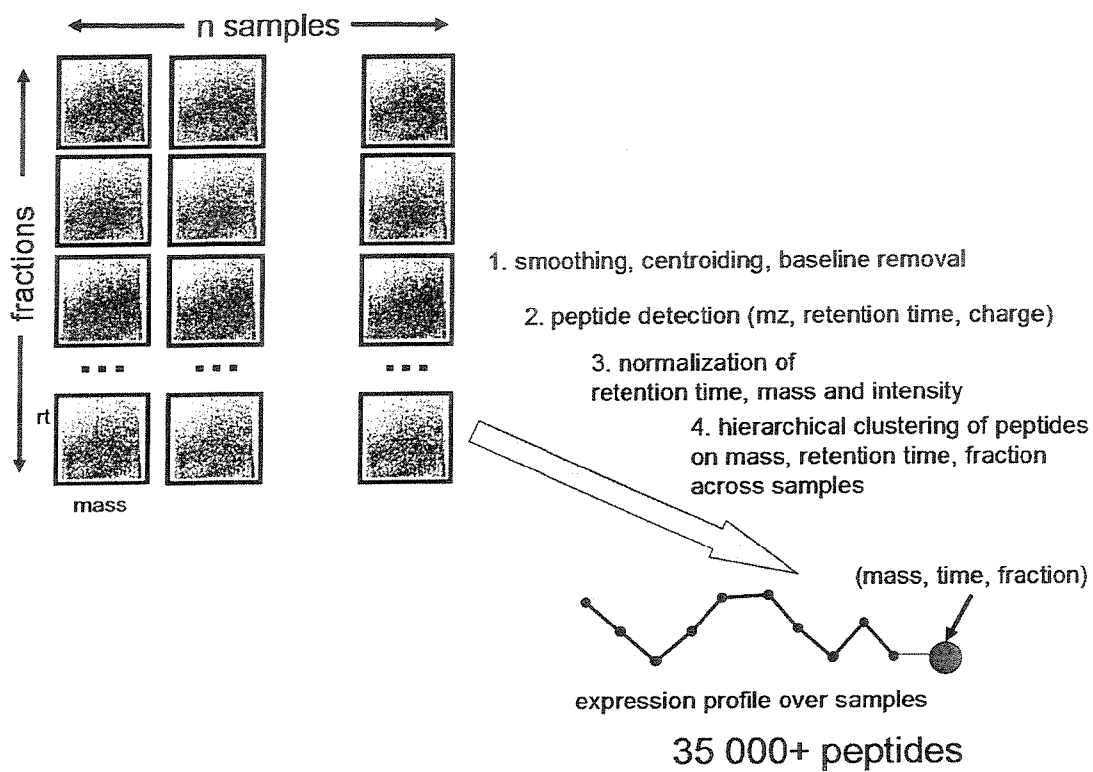 n samples
fractions
1. smoothing, centroiding, baseline removal
2. peptide detection (mz, retention time, charge)
3. normalization of
retention time, mass and intensity
4. hierarchical clustering of peptides
on mass, retention time, fraction
across samples
rt
mass
(mass, time, fraction)
expression profile over samples
35 000+ peptides